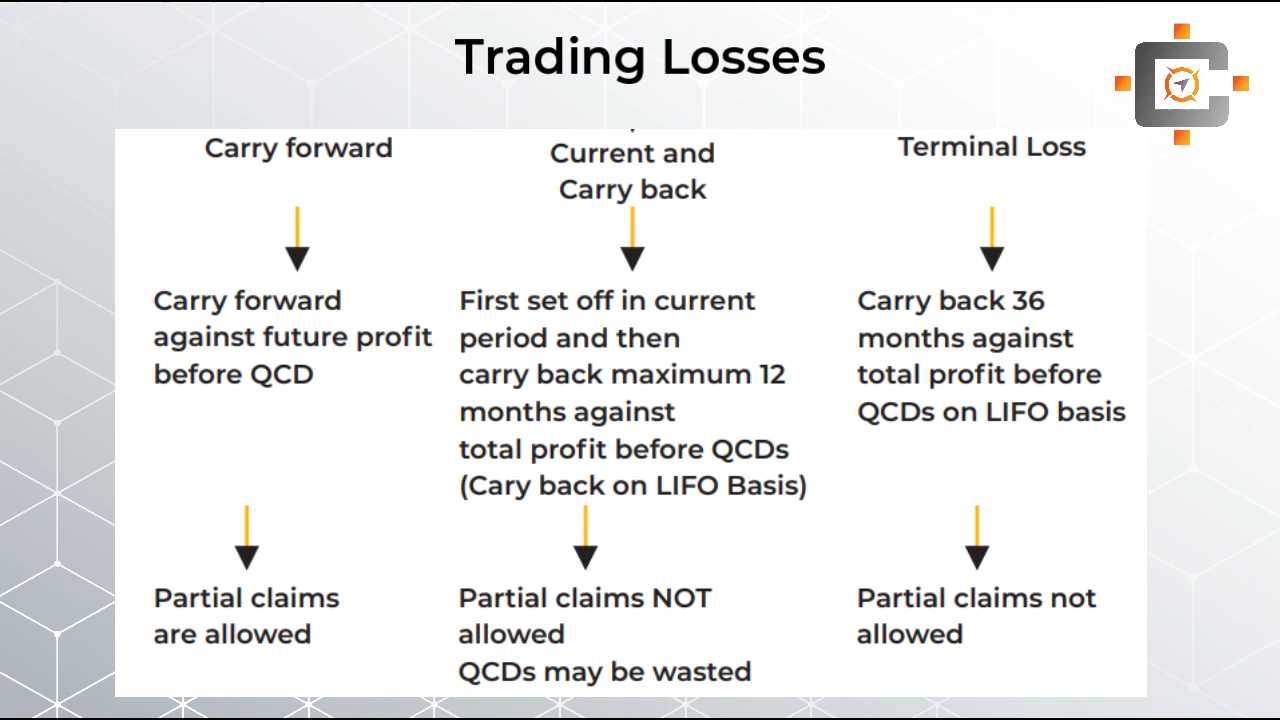 Trading Losses
Carry forward
Carry forward
against future profit
before QCD
Partial claims
are allowed
Current and
Carry back
First set off in current
period and then
carry back maximum 12
months against
total profit before QCDs
(Cary back on LIFO Basis)
Partial claims NOT
allowed
QCDs may be wasted
Terminal Loss
Carry back 36
months against
total profit before
QCDs on LIFO basis
Partial claims not
allowed